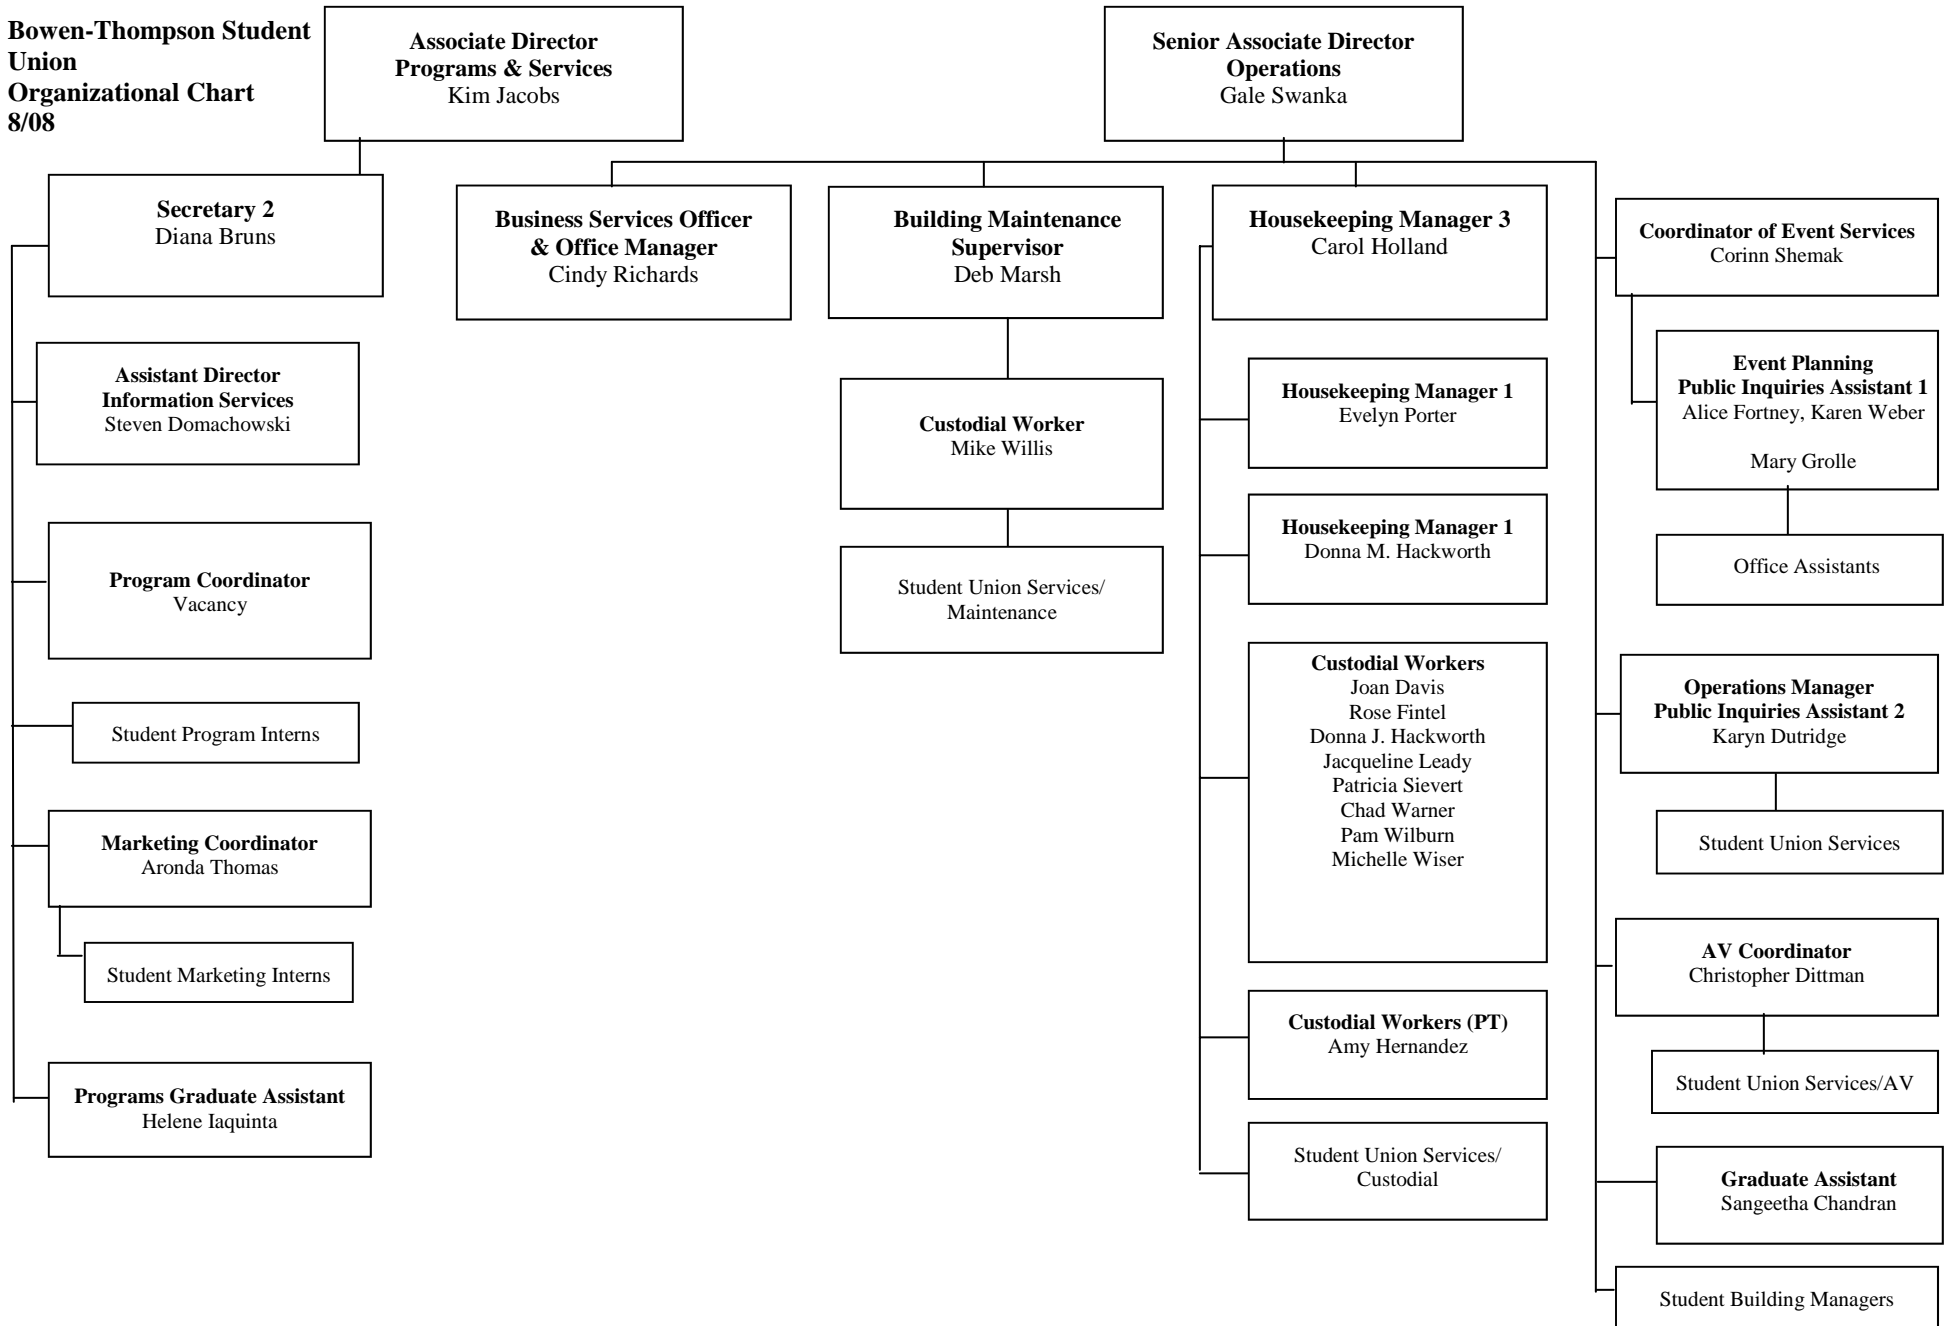 Bowen-Thompson Student
Union
Organizational Chart
8/08
Associate Director
Programs & Services
Kim Jacobs
Senior Associate Director
Operations
Gale Swanka
Secretary 2
Diana Bruns
Assistant Director
Information Services
Steven Domachowski
Program Coordinator
Vacancy
Student Program Interns
Marketing Coordinator
Aronda Thomas
Student Marketing Interns
Programs Graduate Assistant
Helene Iaquinta
Business Services Officer
& Office Manager
Cindy Richards
Building Maintenance
Supervisor
Deb Marsh
Custodial Worker
Mike Willis
Student Union Services/
Maintenance
Housekeeping Manager 3
Carol Holland
Housekeeping Manager 1
Evelyn Porter
Housekeeping Manager 1
Donna M. Hackworth
Custodial Workers
Joan Davis
Rose Fintel
Donna J. Hackworth
Jacqueline Leady
Patricia Sievert
Chad Warner
Pam Wilburn
Michelle Wiser
Custodial Workers (PT)
Amy Hernandez
Student Union Services/
Custodial
Coordinator of Event Services
Corinn Shemak
Event Planning
Public Inquiries Assistant 1
Alice Fortney, Karen Weber
Mary Grolle
Office Assistants
Operations Manager
Public Inquiries Assistant 2
Karyn Dutridge
Student Union Services
AV Coordinator
Christopher Dittman
Student Union Services/AV
Graduate Assistant
Sangeetha Chandran
Student Building Managers